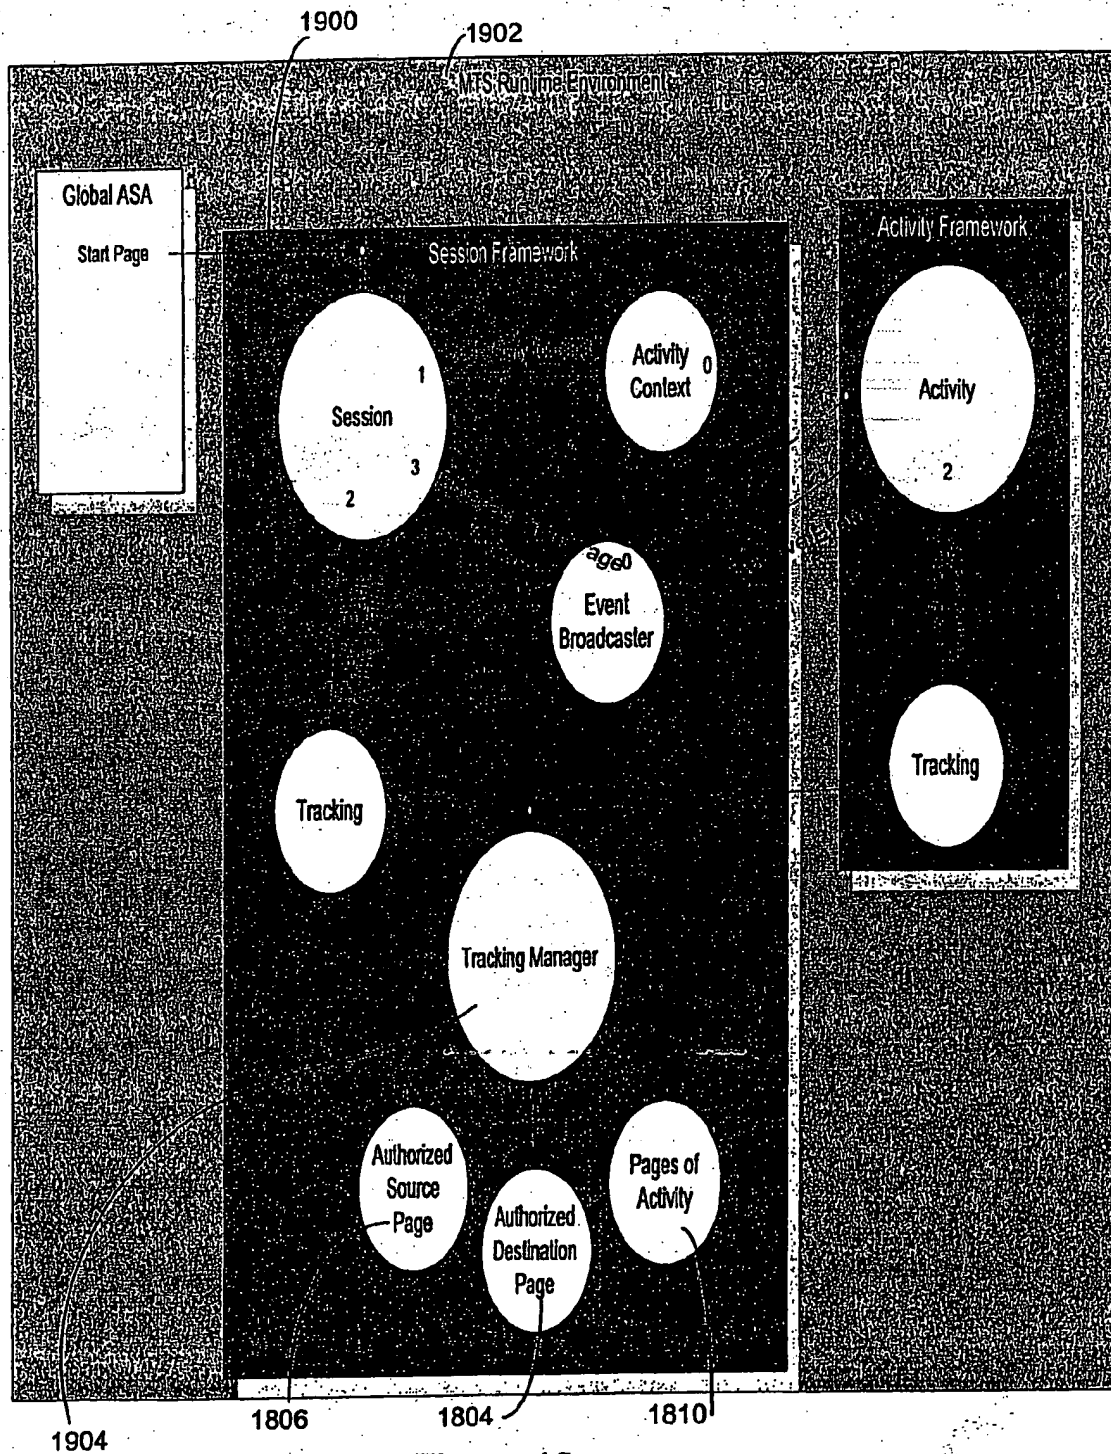 1900
1902
MTS Runtime Environment
Global ASA
Start Page
Session Framework
Activity Framework
Session
1
3
2
Activity
Context
0
Activity
2
age0
Event
Broadcaster
Tracking
Tracking
Tracking Manager
Authorized
Source
Page
Authorized
Destination
Page
Pages of
Activity
1806
1804
1810
1904